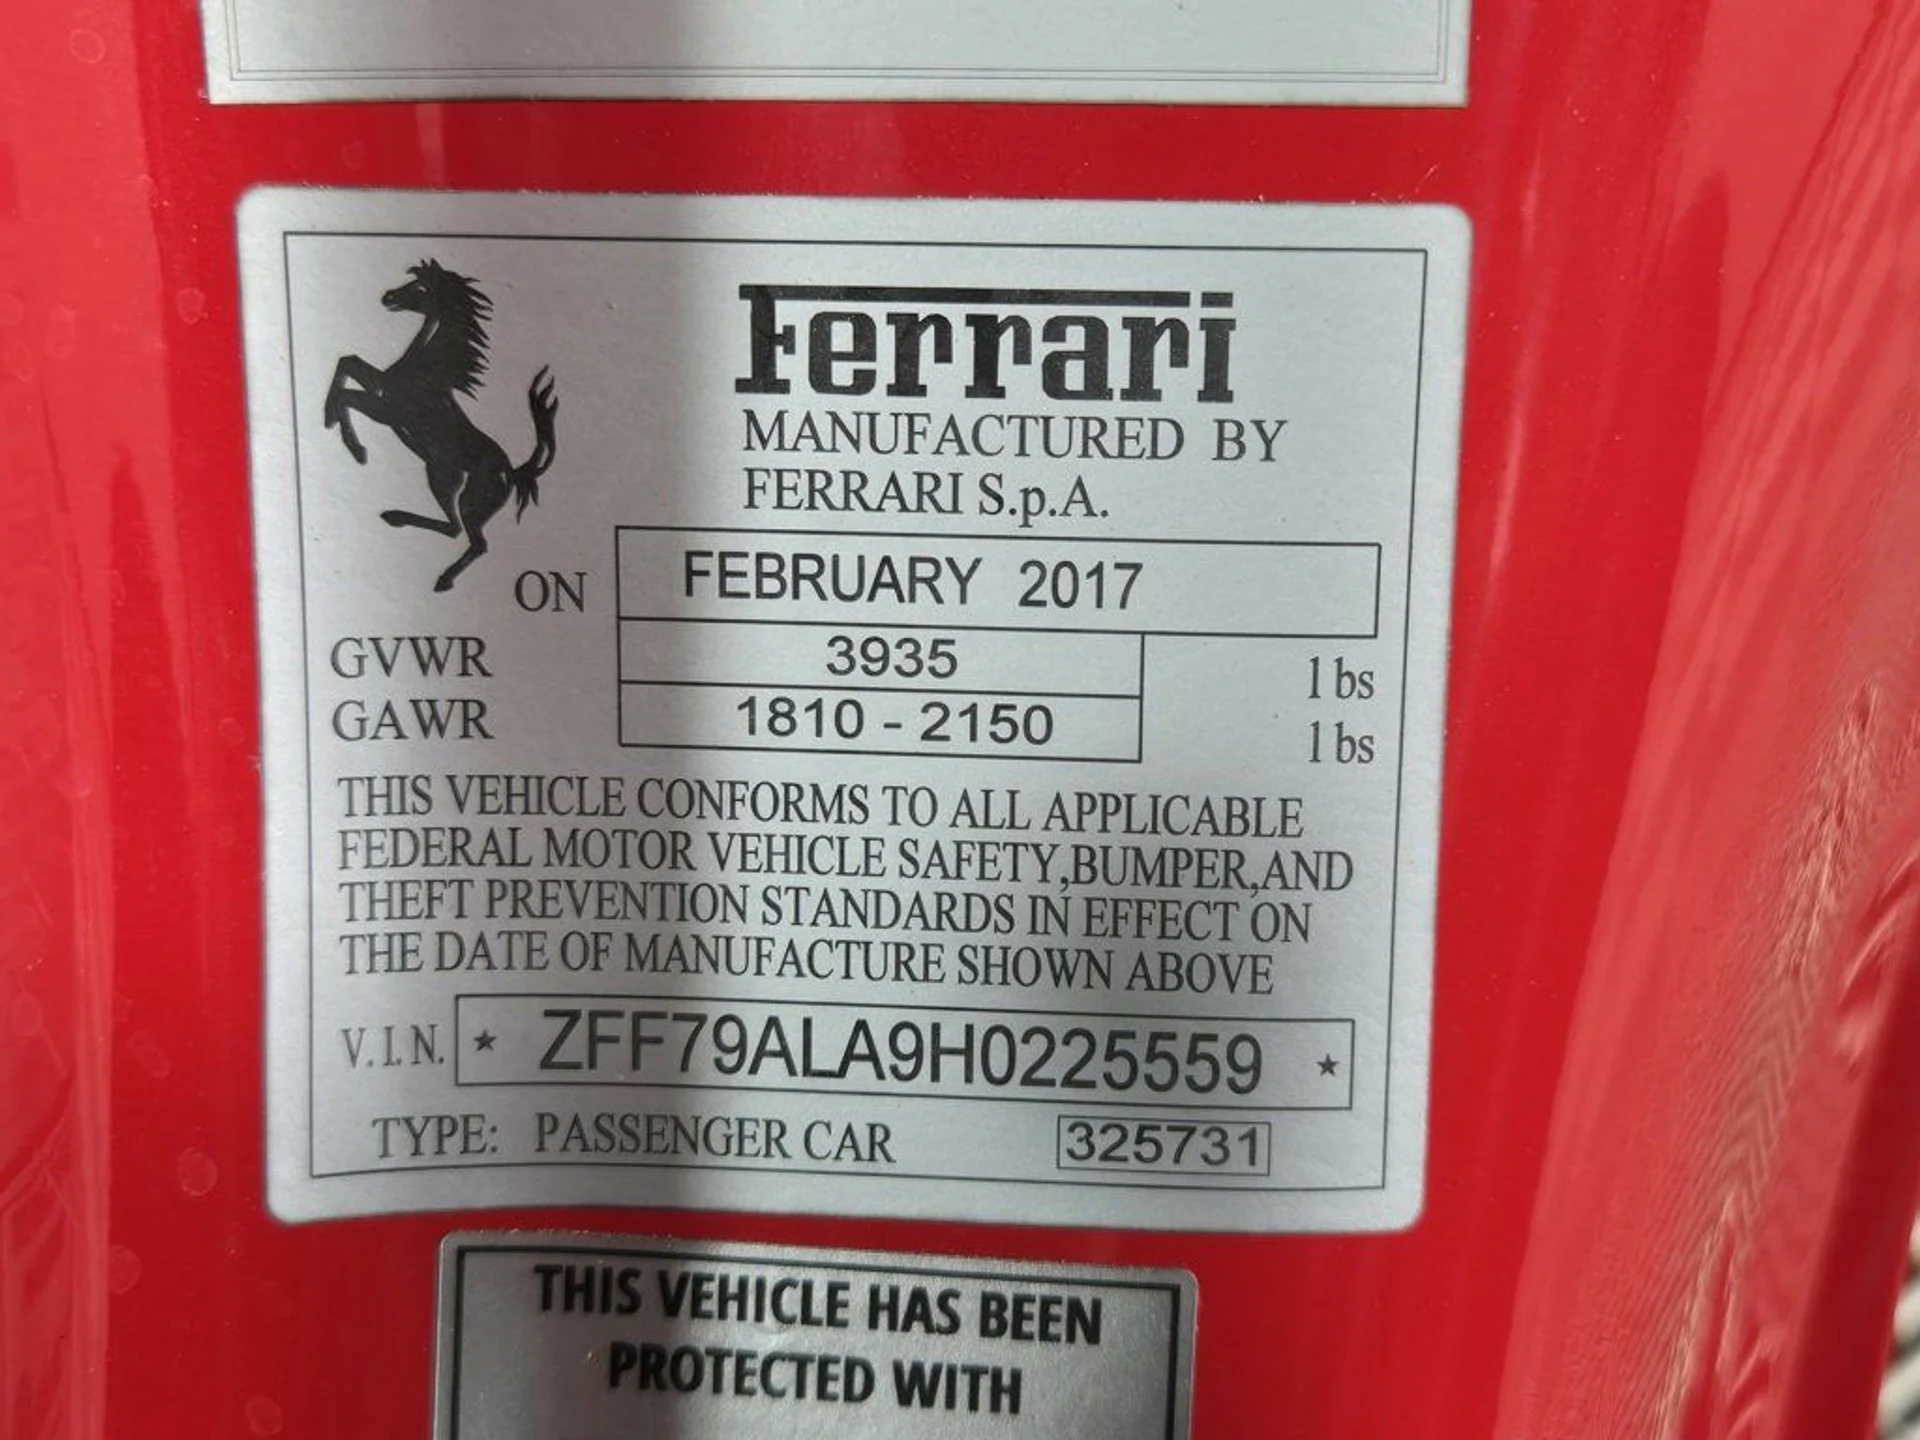 Ferrari
MANUFACTURED BY
FERRARI S.p.A.
ON FEBRUARY 2017
GVWR 3935 lbs
GAWR 1810 - 2150 lbs
THIS VEHICLE CONFORMS TO ALL APPLICABLE
FEDERAL MOTOR VEHICLE SAFETY,BUMPER,AND
THEFT PREVENTION STANDARDS IN EFFECT ON
THE DATE OF MANUFACTURE SHOWN ABOVE
V.I.N. * ZFF79ALA9H0225559 *
TYPE: PASSENGER CAR 325731
THIS VEHICLE HAS BEEN
PROTECTED WITH